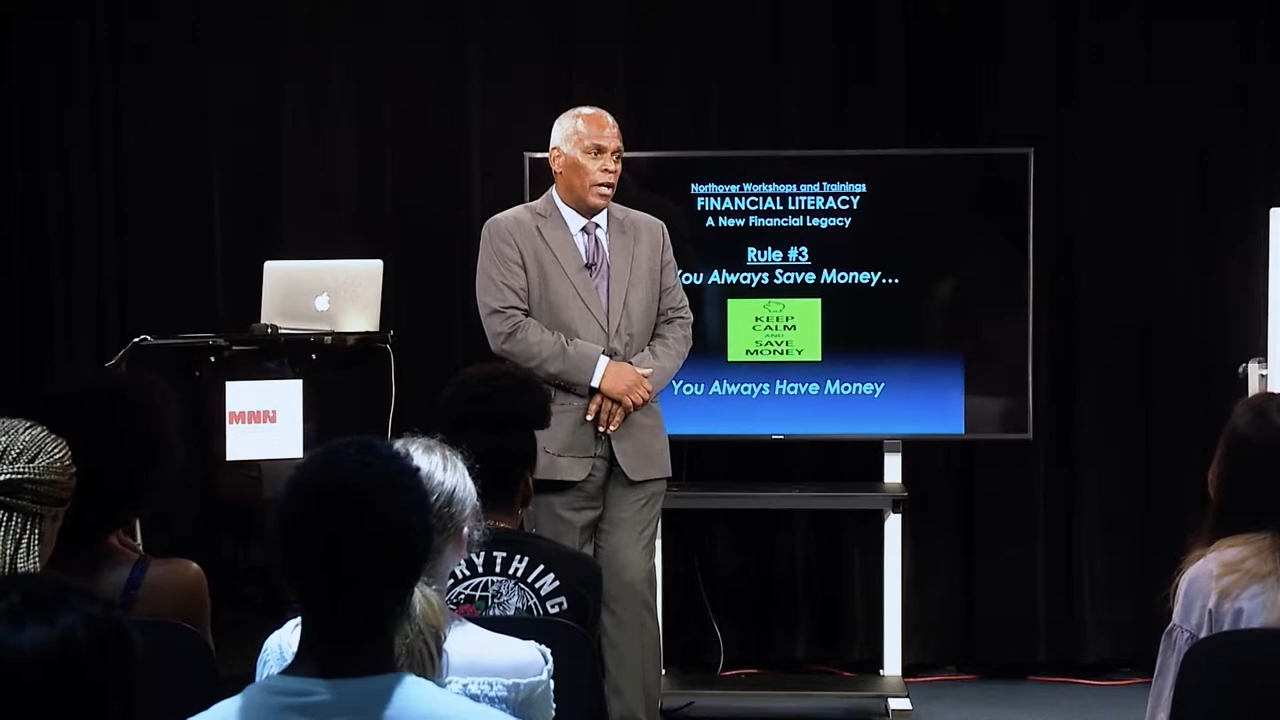 Northover Workshops and Trainings
FINANCIAL LITERACY
A New Financial Legacy
Rule #3
You Always Save Money...
KEEP
CALM
AND
SAVE
MONEY
You Always Have Money
MNN
ERYTHING